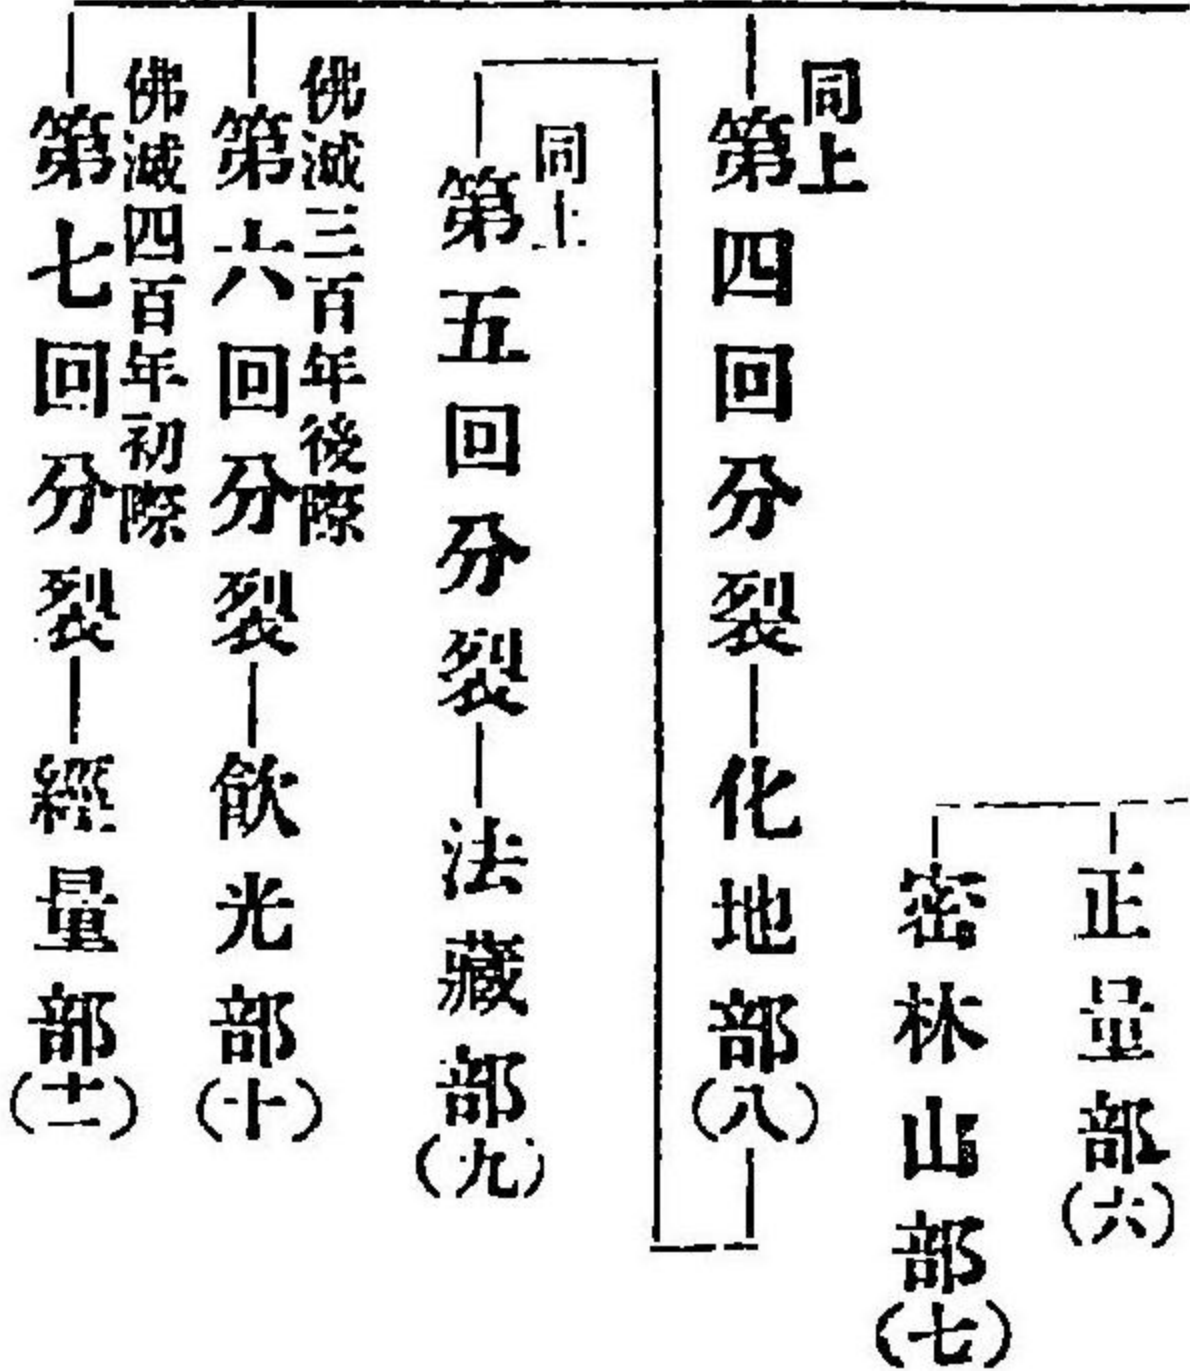 正量部(六)
密林山部(七)
同上
第四回分裂
化地部(八)
同上
第五回分裂
法藏部(九)
佛滅三百年後際
第六回分裂
飮光部(十)
佛滅四百年初際
第七回分裂
經量部(十一)